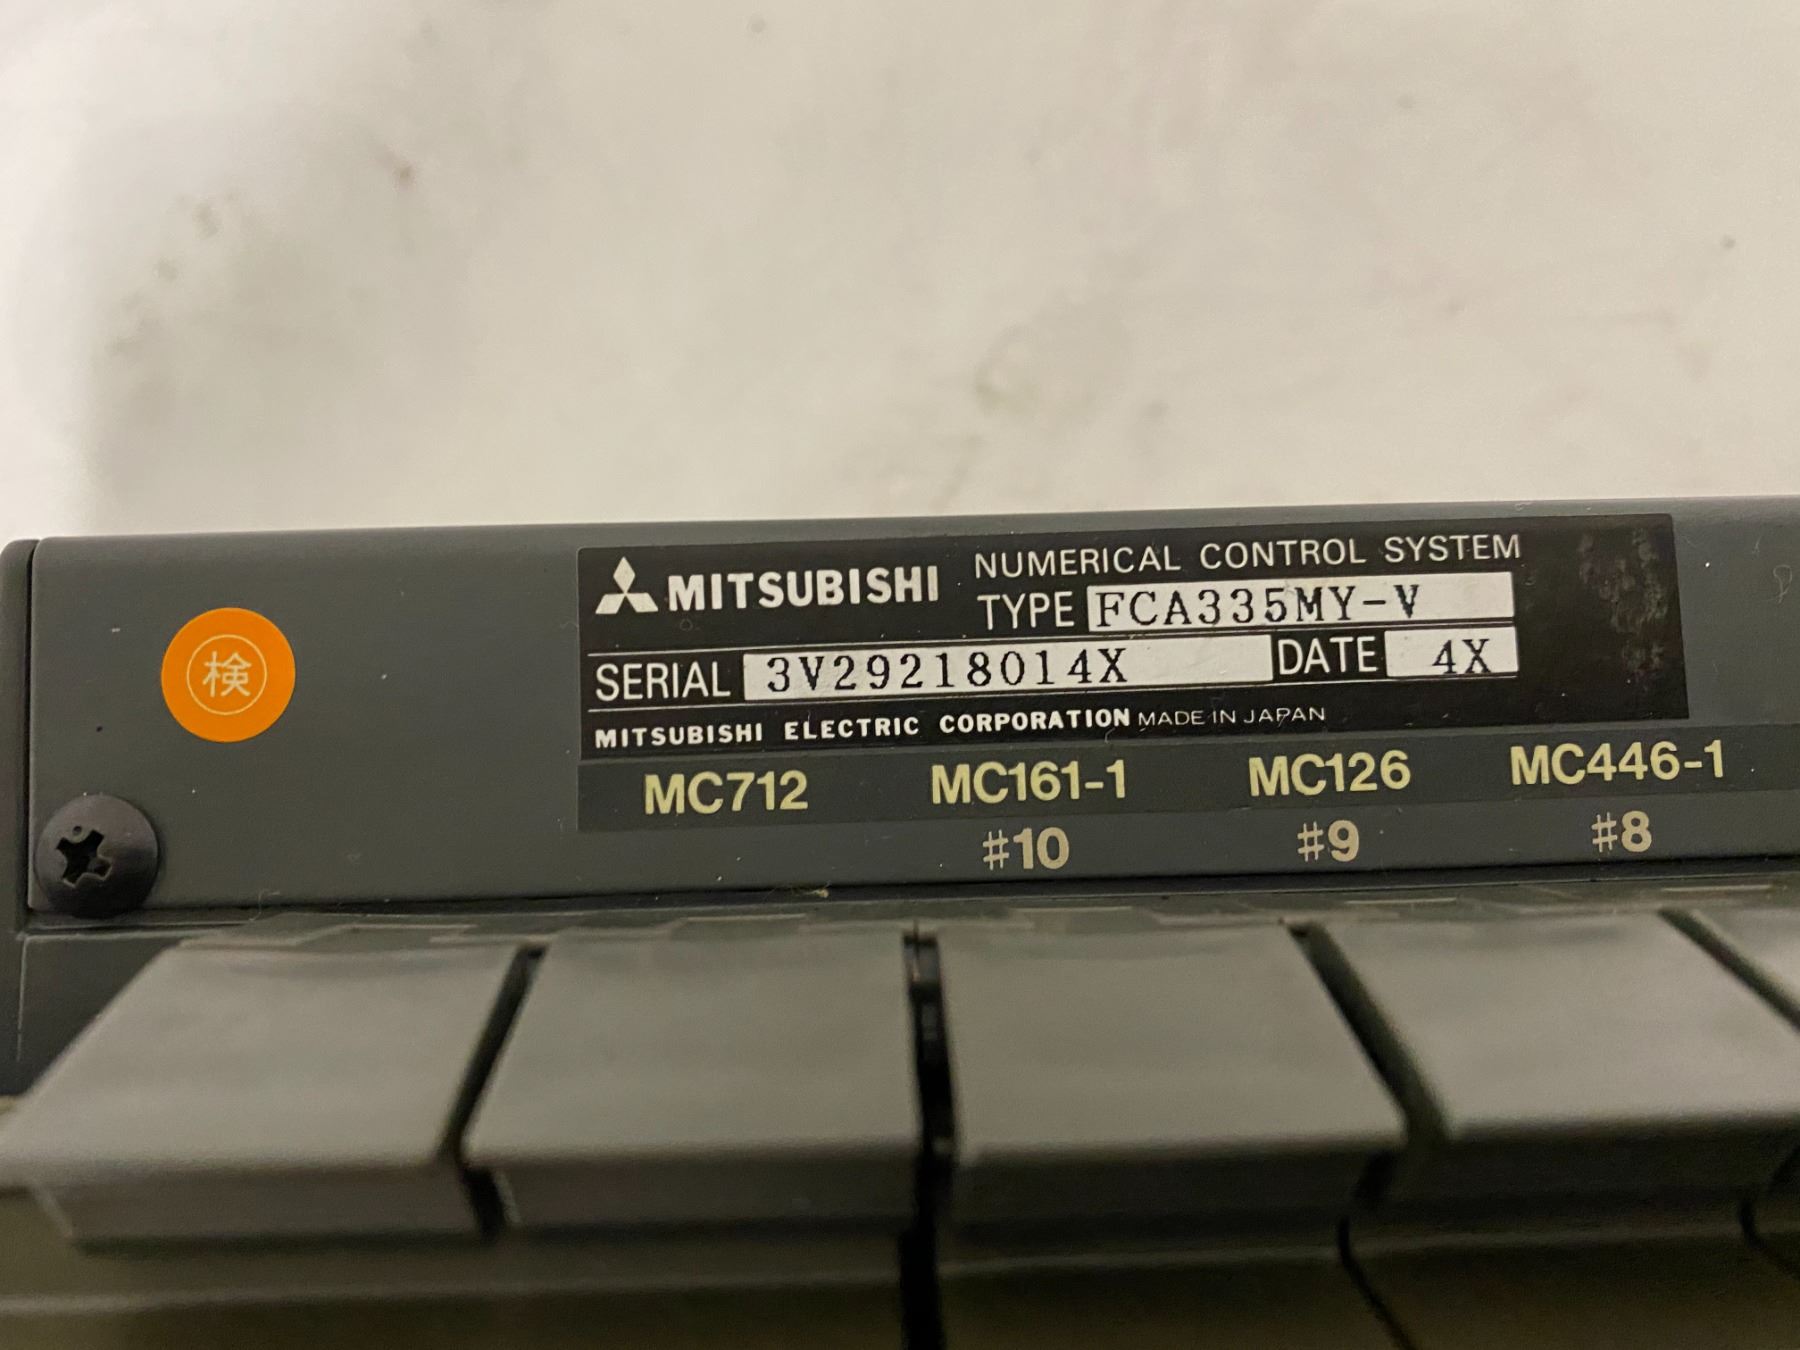 検
MITSUBISHI NUMERICAL CONTROL SYSTEM
TYPE FCA335MY-V
SERIAL 3V29218014X DATE 4X
MITSUBISHI ELECTRIC CORPORATION MADE IN JAPAN
MC712 MC161-1 MC126 MC446-1
#10 #9 #8